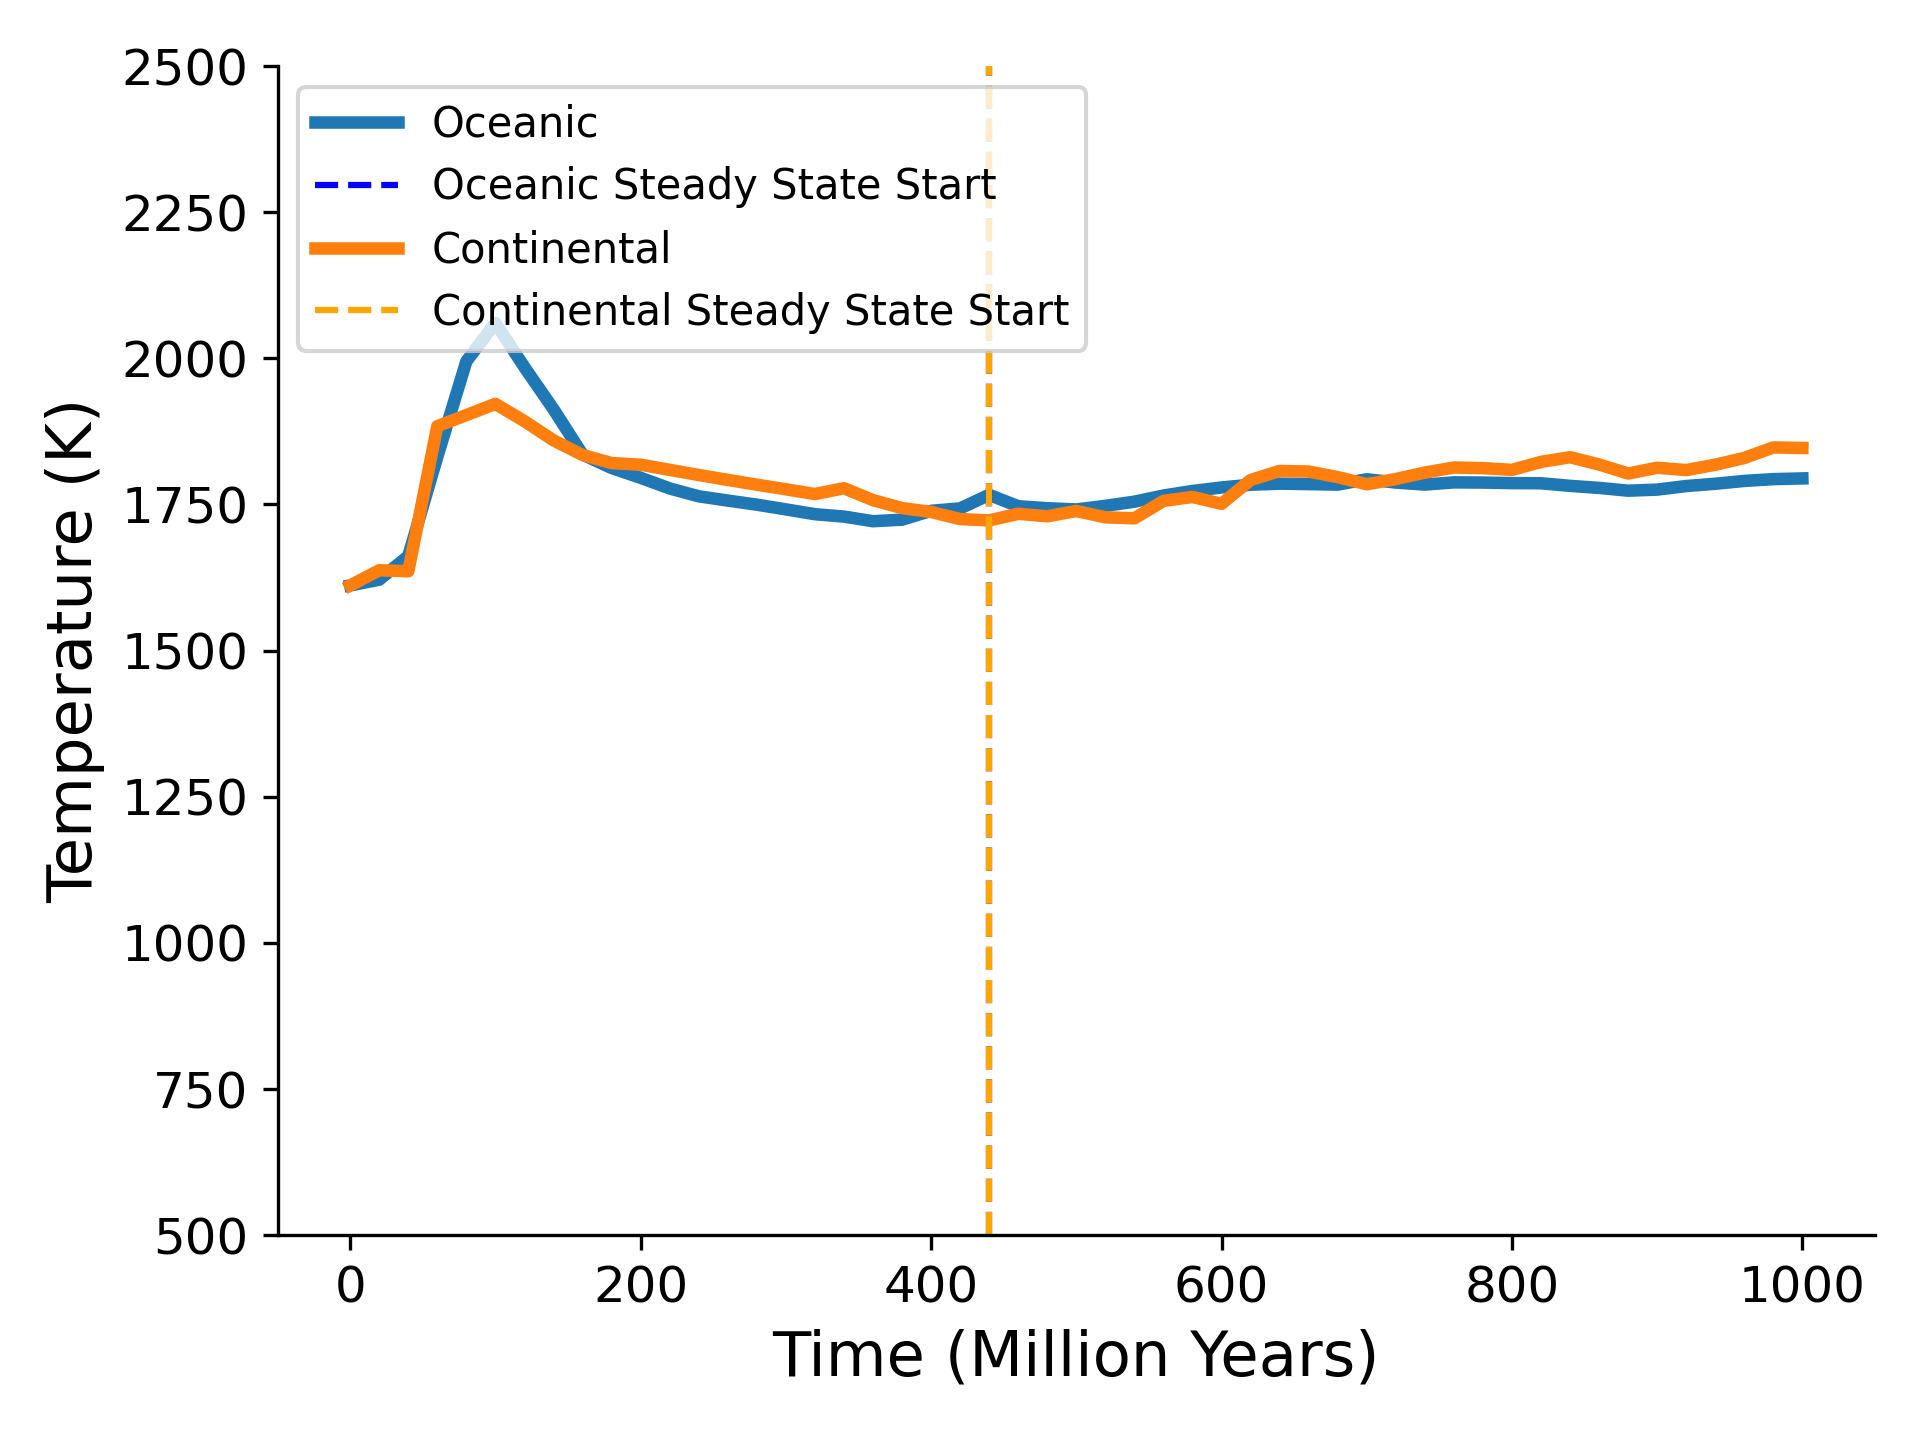 2500
2250
2000
1750
1500
1250
1000
750
500
Temperature (K)
Oceanic
Oceanic Steady State Start
Continental
Continental Steady State Start
0 200 400 600 800 1000
Time (Million Years)